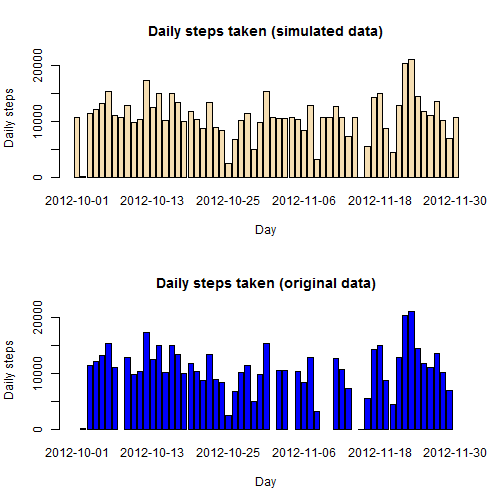 Daily steps taken (simulated data)
Daily steps
20000
10000
0
2012-10-01 2012-10-13 2012-10-25 2012-11-06 2012-11-18 2012-11-30
Day
Daily steps taken (original data)
Daily steps
20000
10000
0
2012-10-01 2012-10-13 2012-10-25 2012-11-06 2012-11-18 2012-11-30
Day